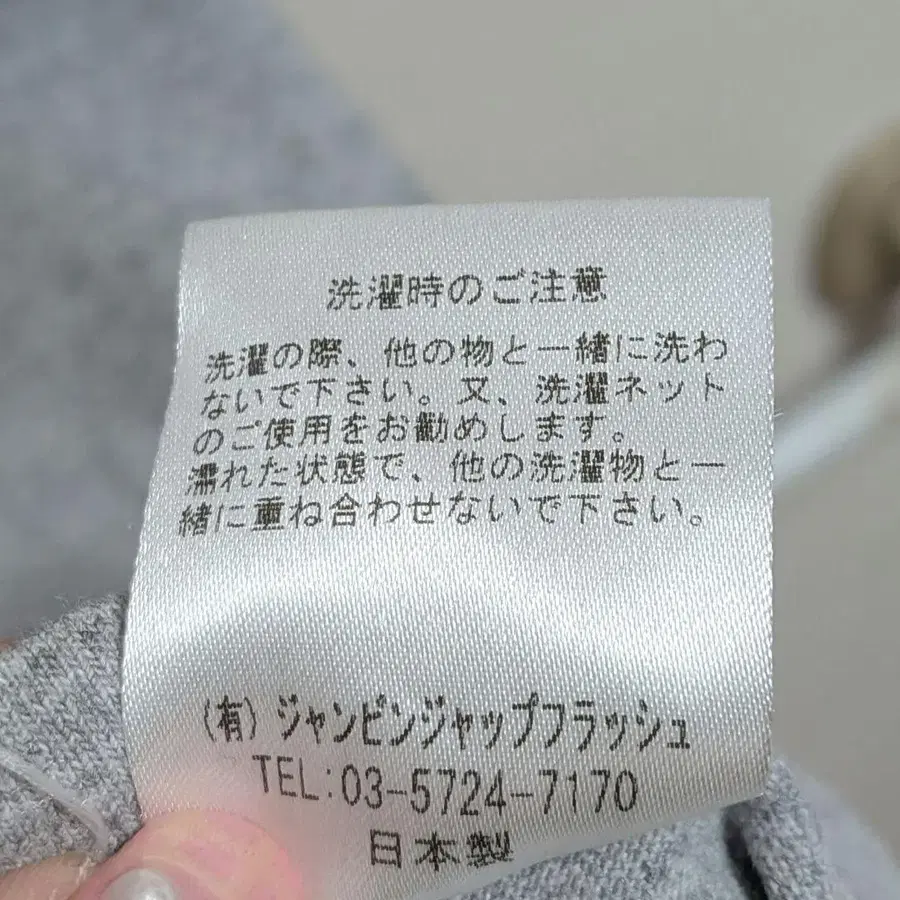 洗濯時のご注意
洗濯の際、他の物と一緒に洗わ
ないで下さい。又、洗濯ネット
のご使用をお勧めします。
濡れた状態で、他の洗濯物と一
緒に重ね合わせないで下さい。
(有)ジャンピンジャップフラッシュ
TEL:03-5724-7170
日本製